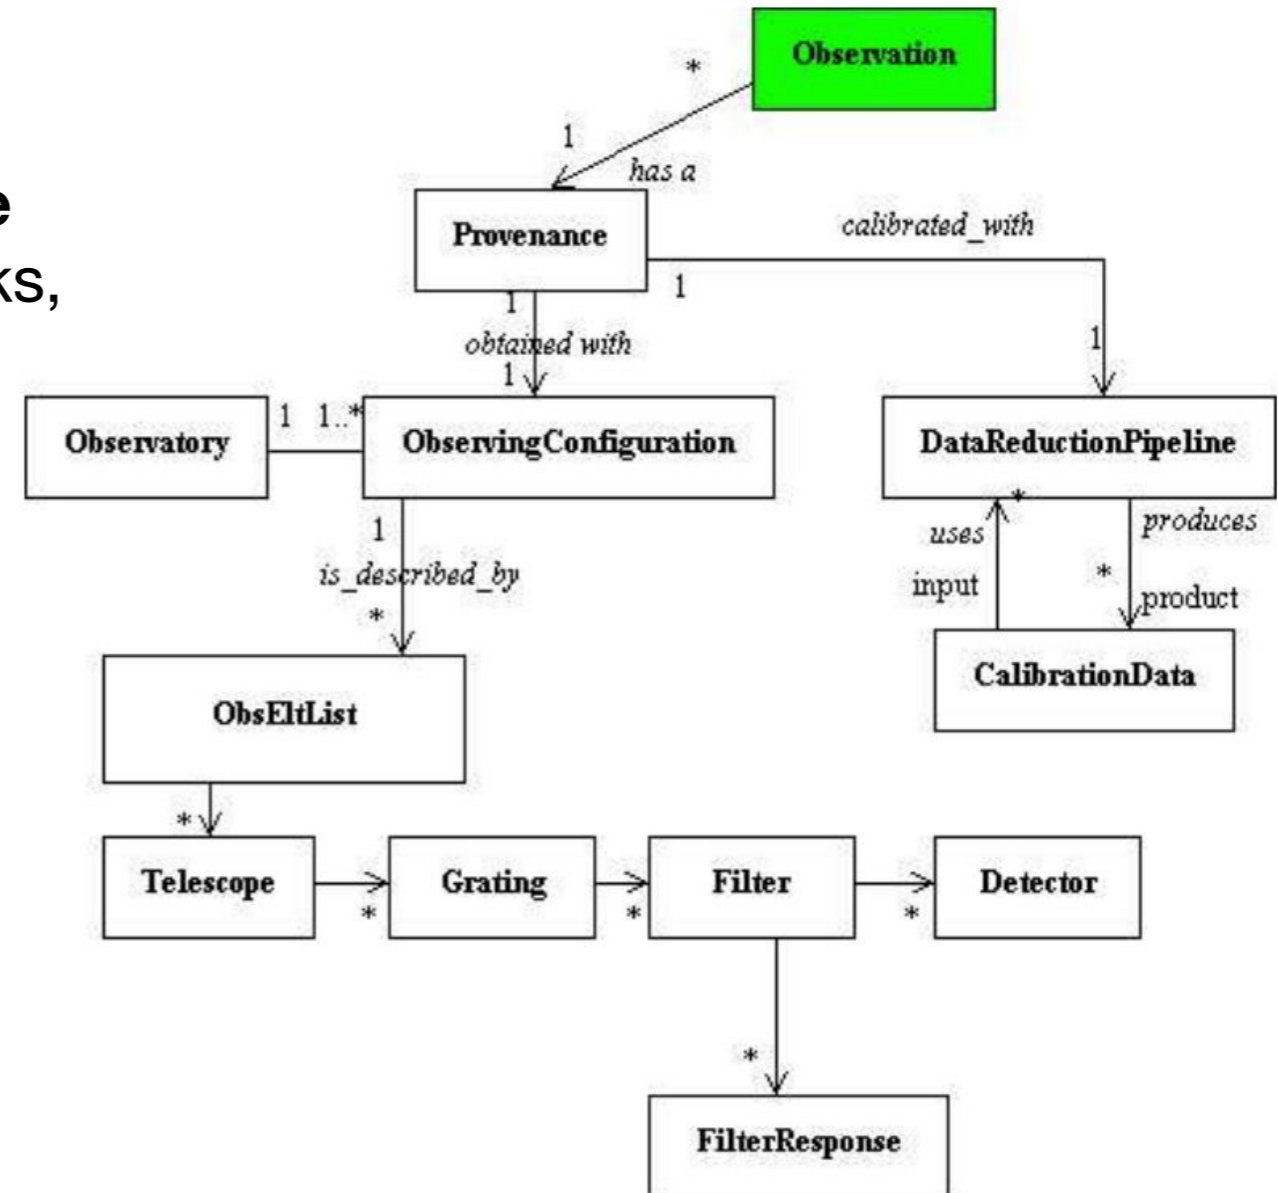 Observation
*
1
has a
e
ks,
Provenance
calibrated_with
1
1
obtained with
1
1
Observatory
1 1..*
ObservingConfiguration
DataReductionPipeline
1
is_described_by
*
*
uses
input
produces
*
product
ObsEltList
CalibrationData
*
Telescope
*
Grating
*
Filter
*
Detector
*
FilterResponse